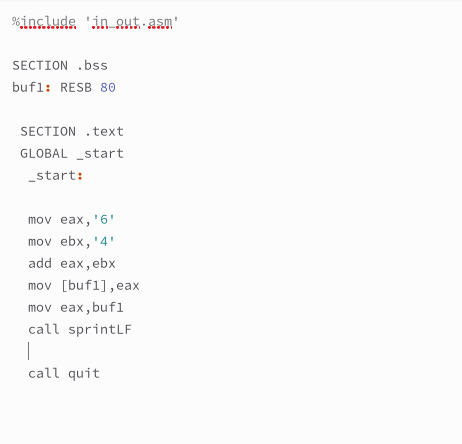 %include 'in_out.asm'
SECTION .bss
buf1: RESB 80
SECTION .text
GLOBAL _start
_start:
mov eax,'6'
mov ebx,'4'
add eax,ebx
mov [buf1],eax
mov eax,buf1
call sprintLF
call quit